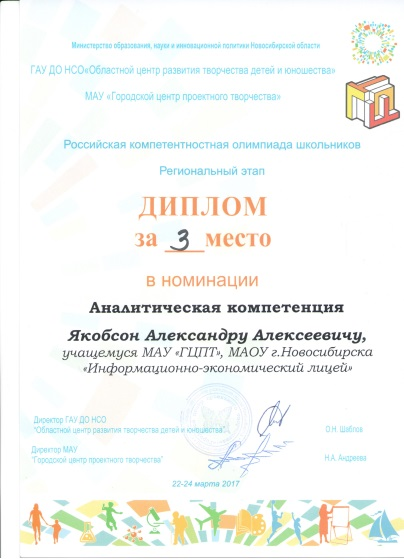 Министерство образования, науки и инновационной политики Новосибирской области
ГАУ ДО НСО«Областной центр развития творчества детей и юношества»
МАУ «Городской центр проектного творчества»
Российская компетентностная олимпиада школьников
Региональный этап
ДИПЛОМ
за 3 место
в номинации
Аналитическая компетенция
Якобсон Александру Алексеевичу,
учащемуся МАУ «ГЦПТ», МАОУ г.Новосибирска
«Информационно-экономический лицей»
Директор ГАУ ДО НСО
"Областной центр развития творчества детей и юношества"
О.Н. Шаблов
Директор МАУ
"Городской центр проектного творчества"
Н.А. Андреева
22-24 марта 2017